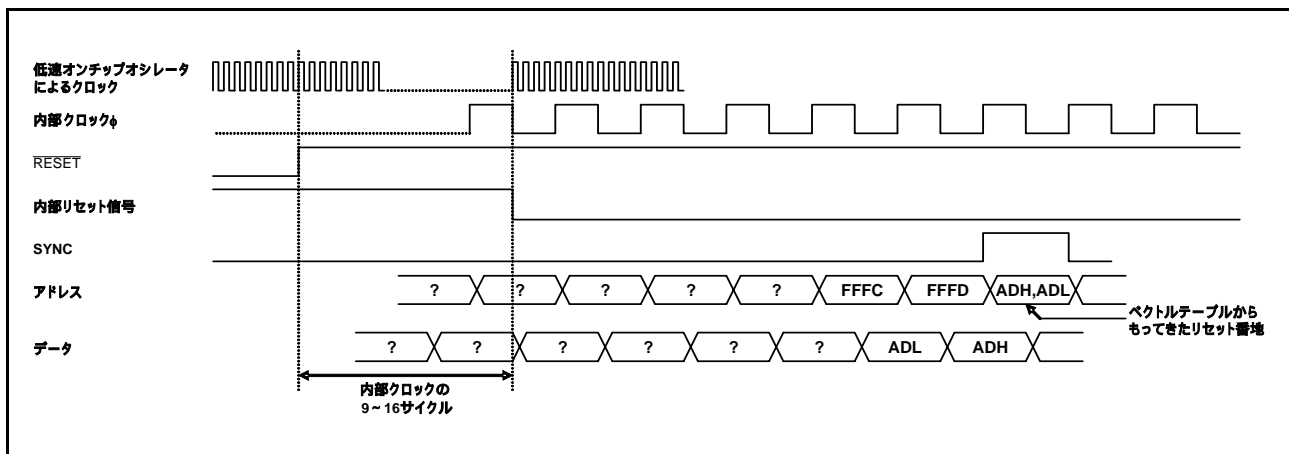 低速オンチップオシレータ
によるクロック
内部クロックφ
RESET
内部リセット信号
SYNC
アドレス
? ? ? ? ? FFFC FFFD ADH,ADL
ベクトルテーブルから
もってきたリセット番地
データ
? ? ? ? ? ? ADL ADH
内部クロックの
9~16サイクル